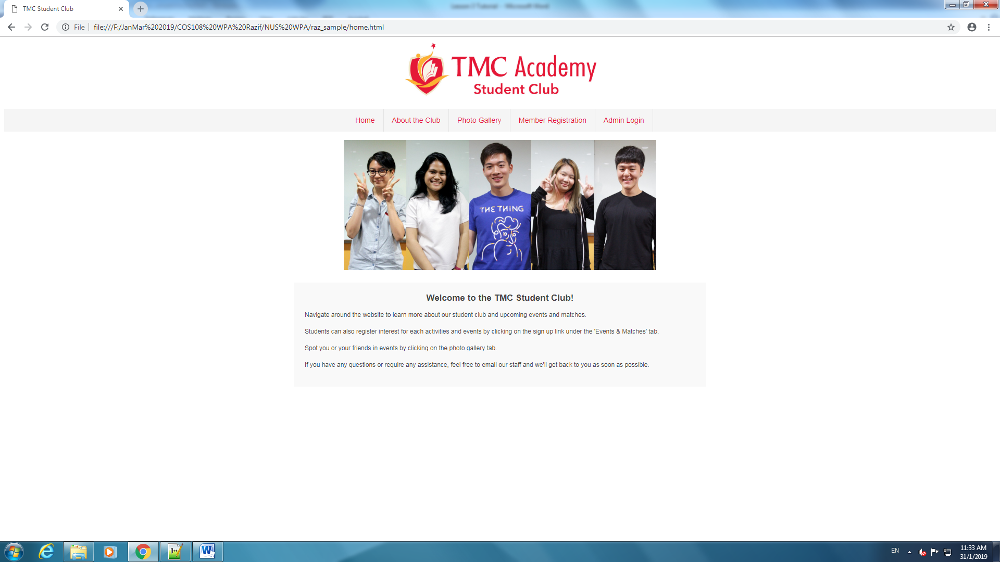 Lesson 3 Tutorial - Microsoft Word
TMC Student Club
File
file:///F:/JanMar%202019/COS108%20WPA%20Razif/NUS%20WPA/raz_sample/home.html
TMC Academy
Student Club
Home
About the Club
Photo Gallery
Member Registration
Admin Login
THE THING
Welcome to the TMC Student Club!
Navigate around the website to learn more about our student club and upcoming events and matches.
Students can also register interest for each activities and events by clicking on the sign up link under the 'Events & Matches' tab.
Spot you or your friends in events by clicking on the photo gallery tab.
If you have any questions or require any assistance, feel free to email our staff and we'll get back to you as soon as possible.
EN
11:33 AM
31/1/2019